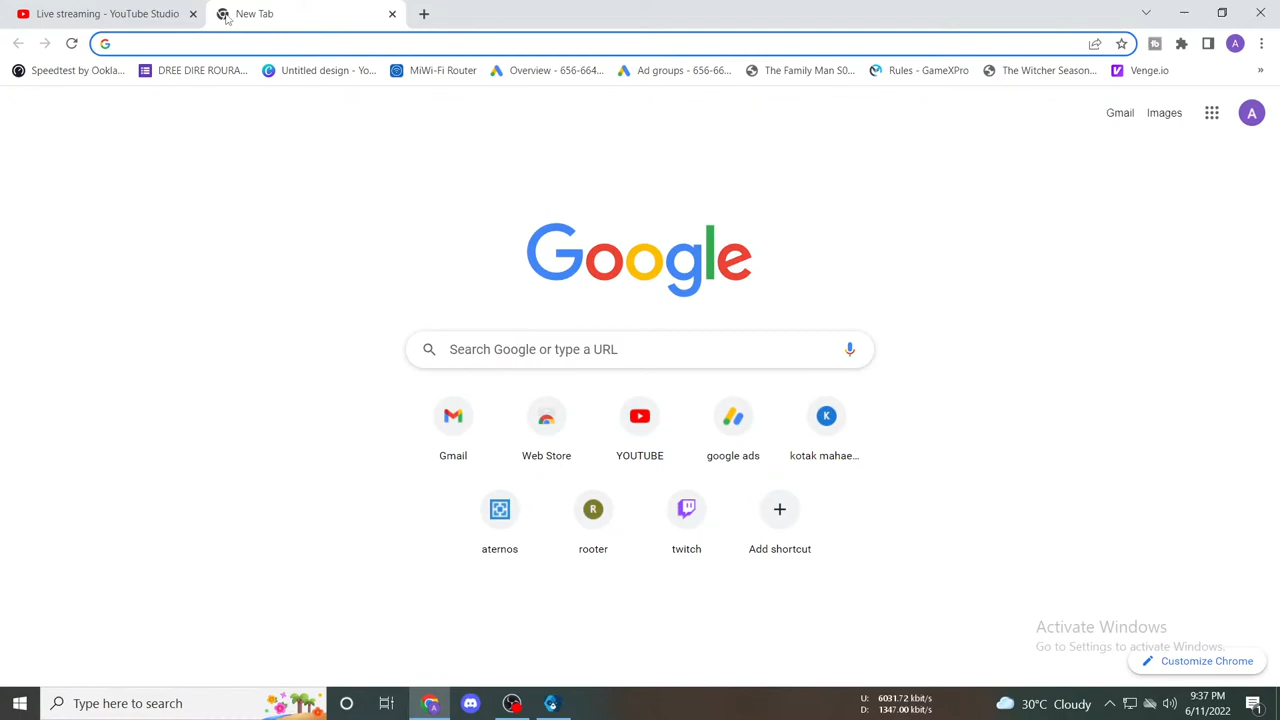 Live streaming - YouTube Studio
New Tab
Speedtest by Ookla...
DREE DIRE ROURA...
Untitled design - Yo...
MiWi-Fi Router
Overview - 656-664...
Ad groups - 656-66...
The Family Man S0...
Rules - GameXPro
The Witcher Season...
Venge.io
»
Gmail
Images
A
A
Google
Search Google or type a URL
Gmail
Web Store
YOUTUBE
google ads
K
kotak mahae...
aternos
R
rooter
twitch
Add shortcut
Activate Windows
Go to Settings to activate Windows.
Customize Chrome
Type here to search
U: 6031.72 kbit/s
D: 1347.00 kbit/s
30°C Cloudy
9:37 PM
6/11/2022
1